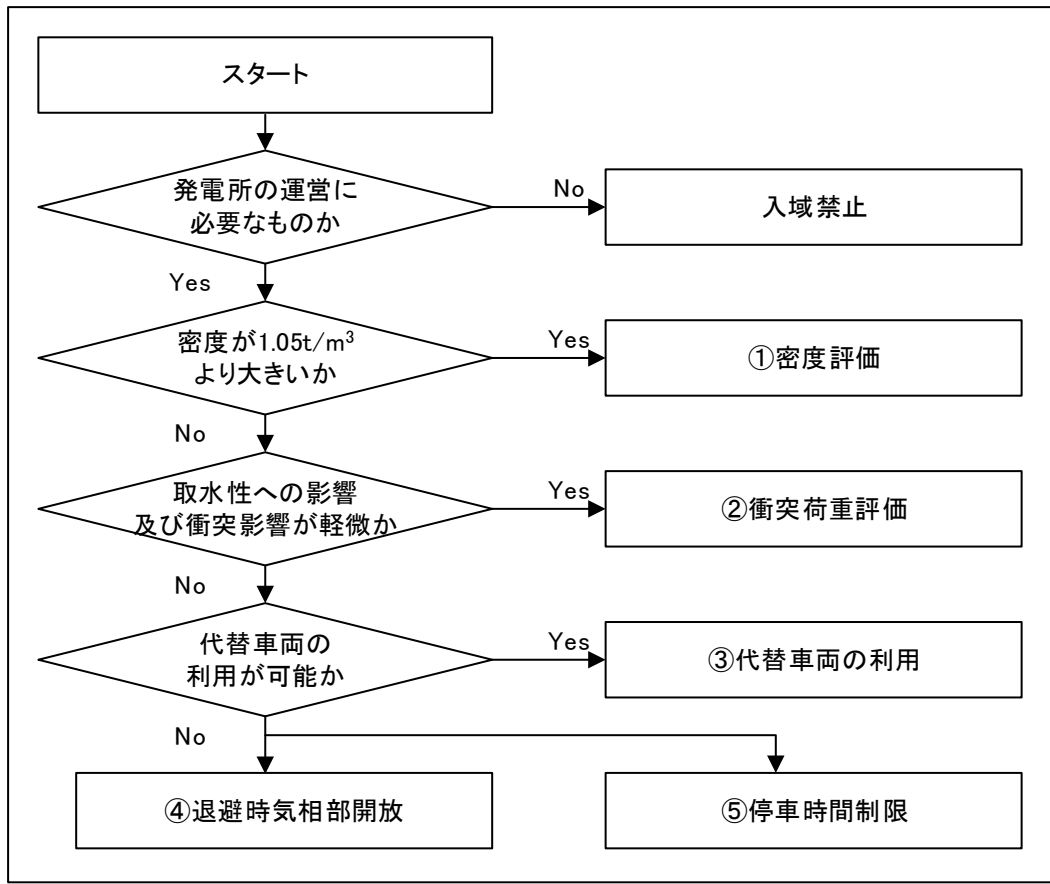 スタート
発電所の運営に
必要なものか
No
入域禁止
Yes
密度が1.05t/m³
より大きいか
Yes
①密度評価
No
取水性への影響
及び衝突影響が軽微か
Yes
②衝突荷重評価
No
代替車両の
利用が可能か
Yes
③代替車両の利用
No
④退避時気相部開放
⑤停車時間制限